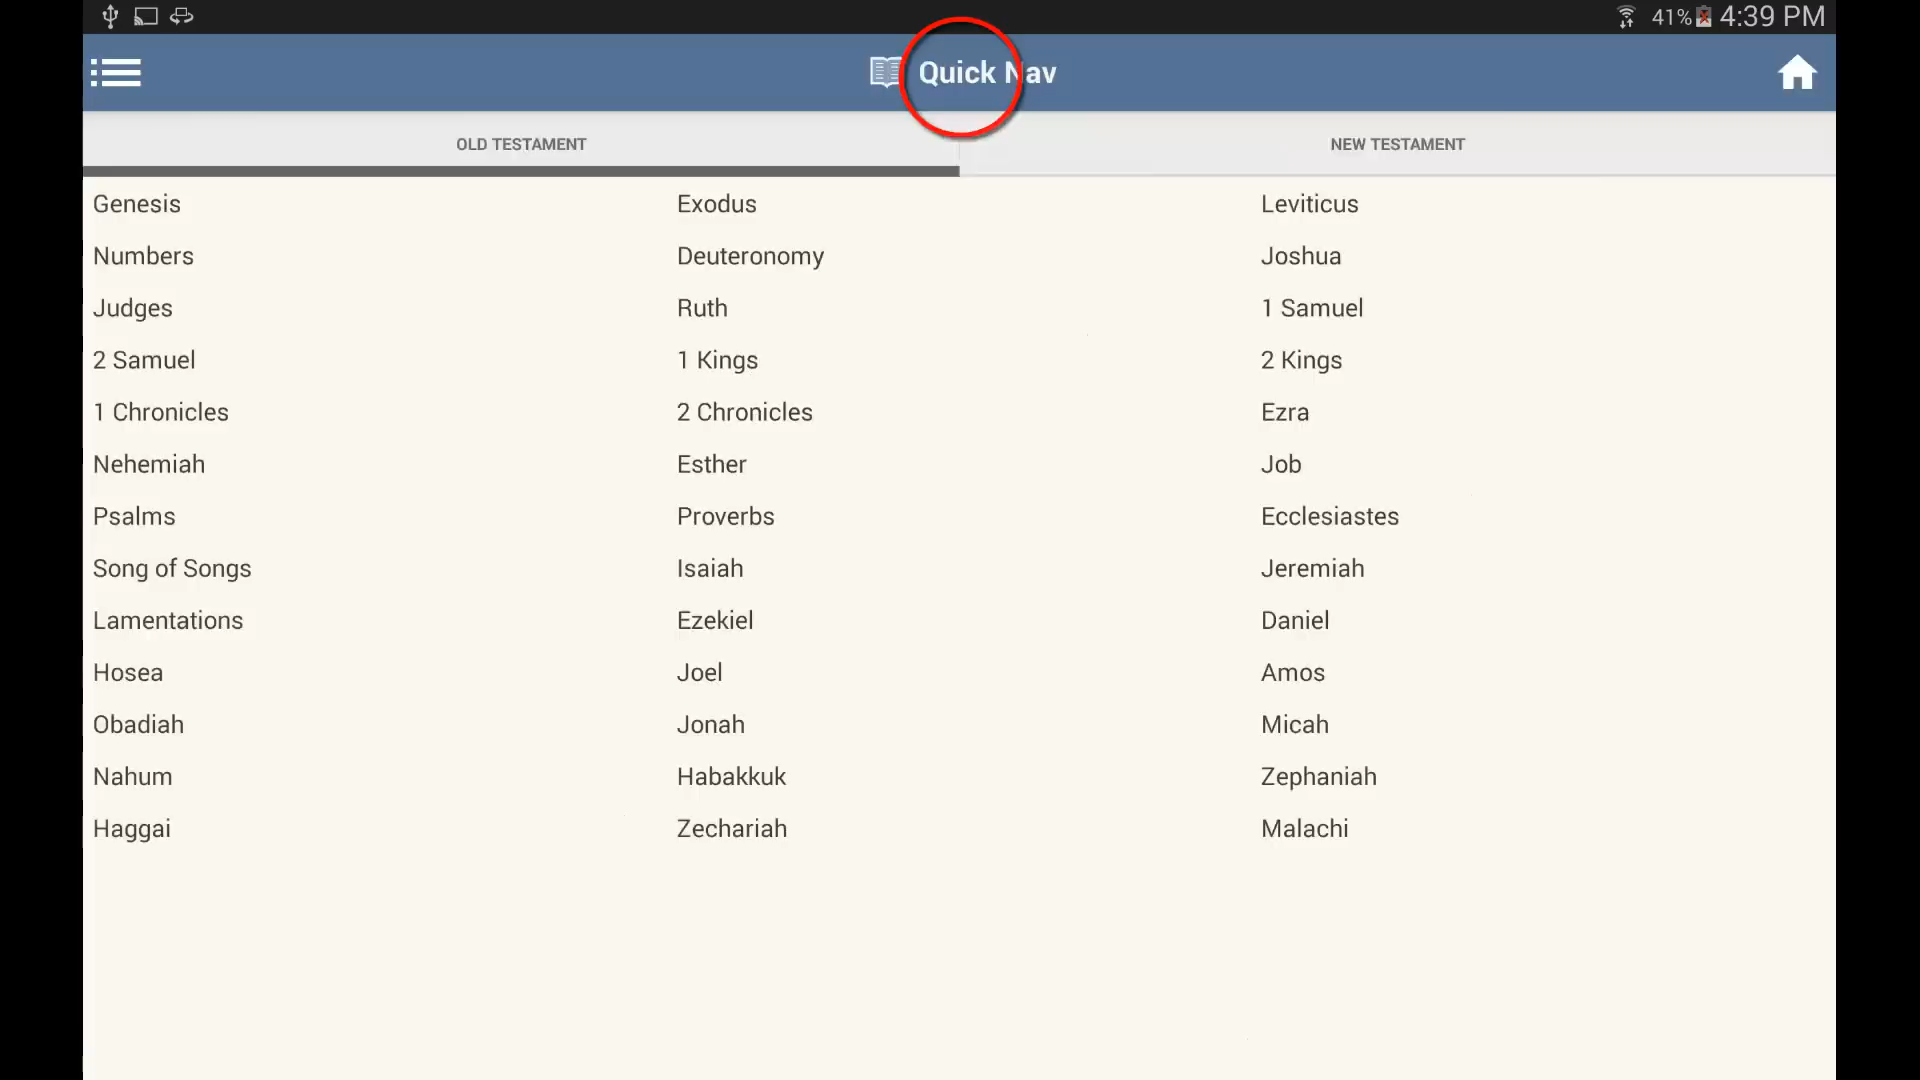 41% 4:39 PM
Quick Nav
OLD TESTAMENT NEW TESTAMENT
Genesis Exodus Leviticus
Numbers Deuteronomy Joshua
Judges Ruth 1 Samuel
2 Samuel 1 Kings 2 Kings
1 Chronicles 2 Chronicles Ezra
Nehemiah Esther Job
Psalms Proverbs Ecclesiastes
Song of Songs Isaiah Jeremiah
Lamentations Ezekiel Daniel
Hosea Joel Amos
Obadiah Jonah Micah
Nahum Habakkuk Zephaniah
Haggai Zechariah Malachi